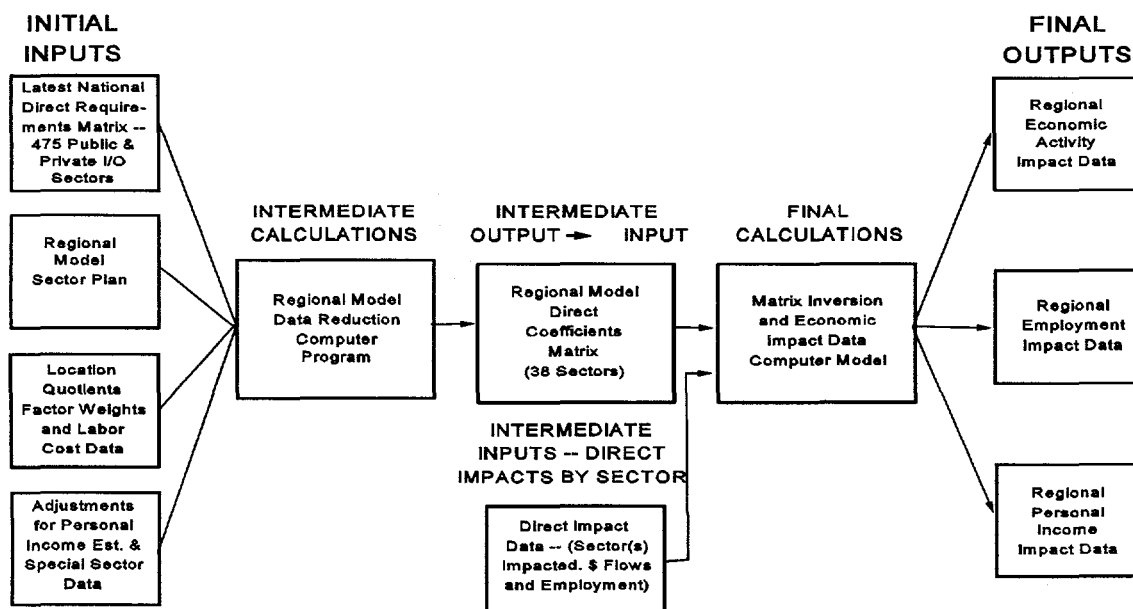 INITIAL
INPUTS
Latest National
Direct Require-
ments Matrix --
475 Public &
Private I/O
Sectors
Regional
Model
Sector Plan
Location
Quotients
Factor Weights
and Labor
Cost Data
Adjustments
for Personal
Income Est. &
Special Sector
Data
INTERMEDIATE
CALCULATIONS
Regional Model
Data Reduction
Computer
Program
INTERMEDIATE
OUTPUT → INPUT
Regional Model
Direct
Coefficients
Matrix
(38 Sectors)
INTERMEDIATE
INPUTS -- DIRECT
IMPACTS BY SECTOR
Direct Impact
Data -- (Sector(s)
Impacted. $ Flows
and Employment)
FINAL
CALCULATIONS
Matrix Inversion
and Economic
Impact Data
Computer Model
FINAL
OUTPUTS
Regional
Economic
Activity
Impact Data
Regional
Employment
Impact Data
Regional
Personal
Income
Impact Data